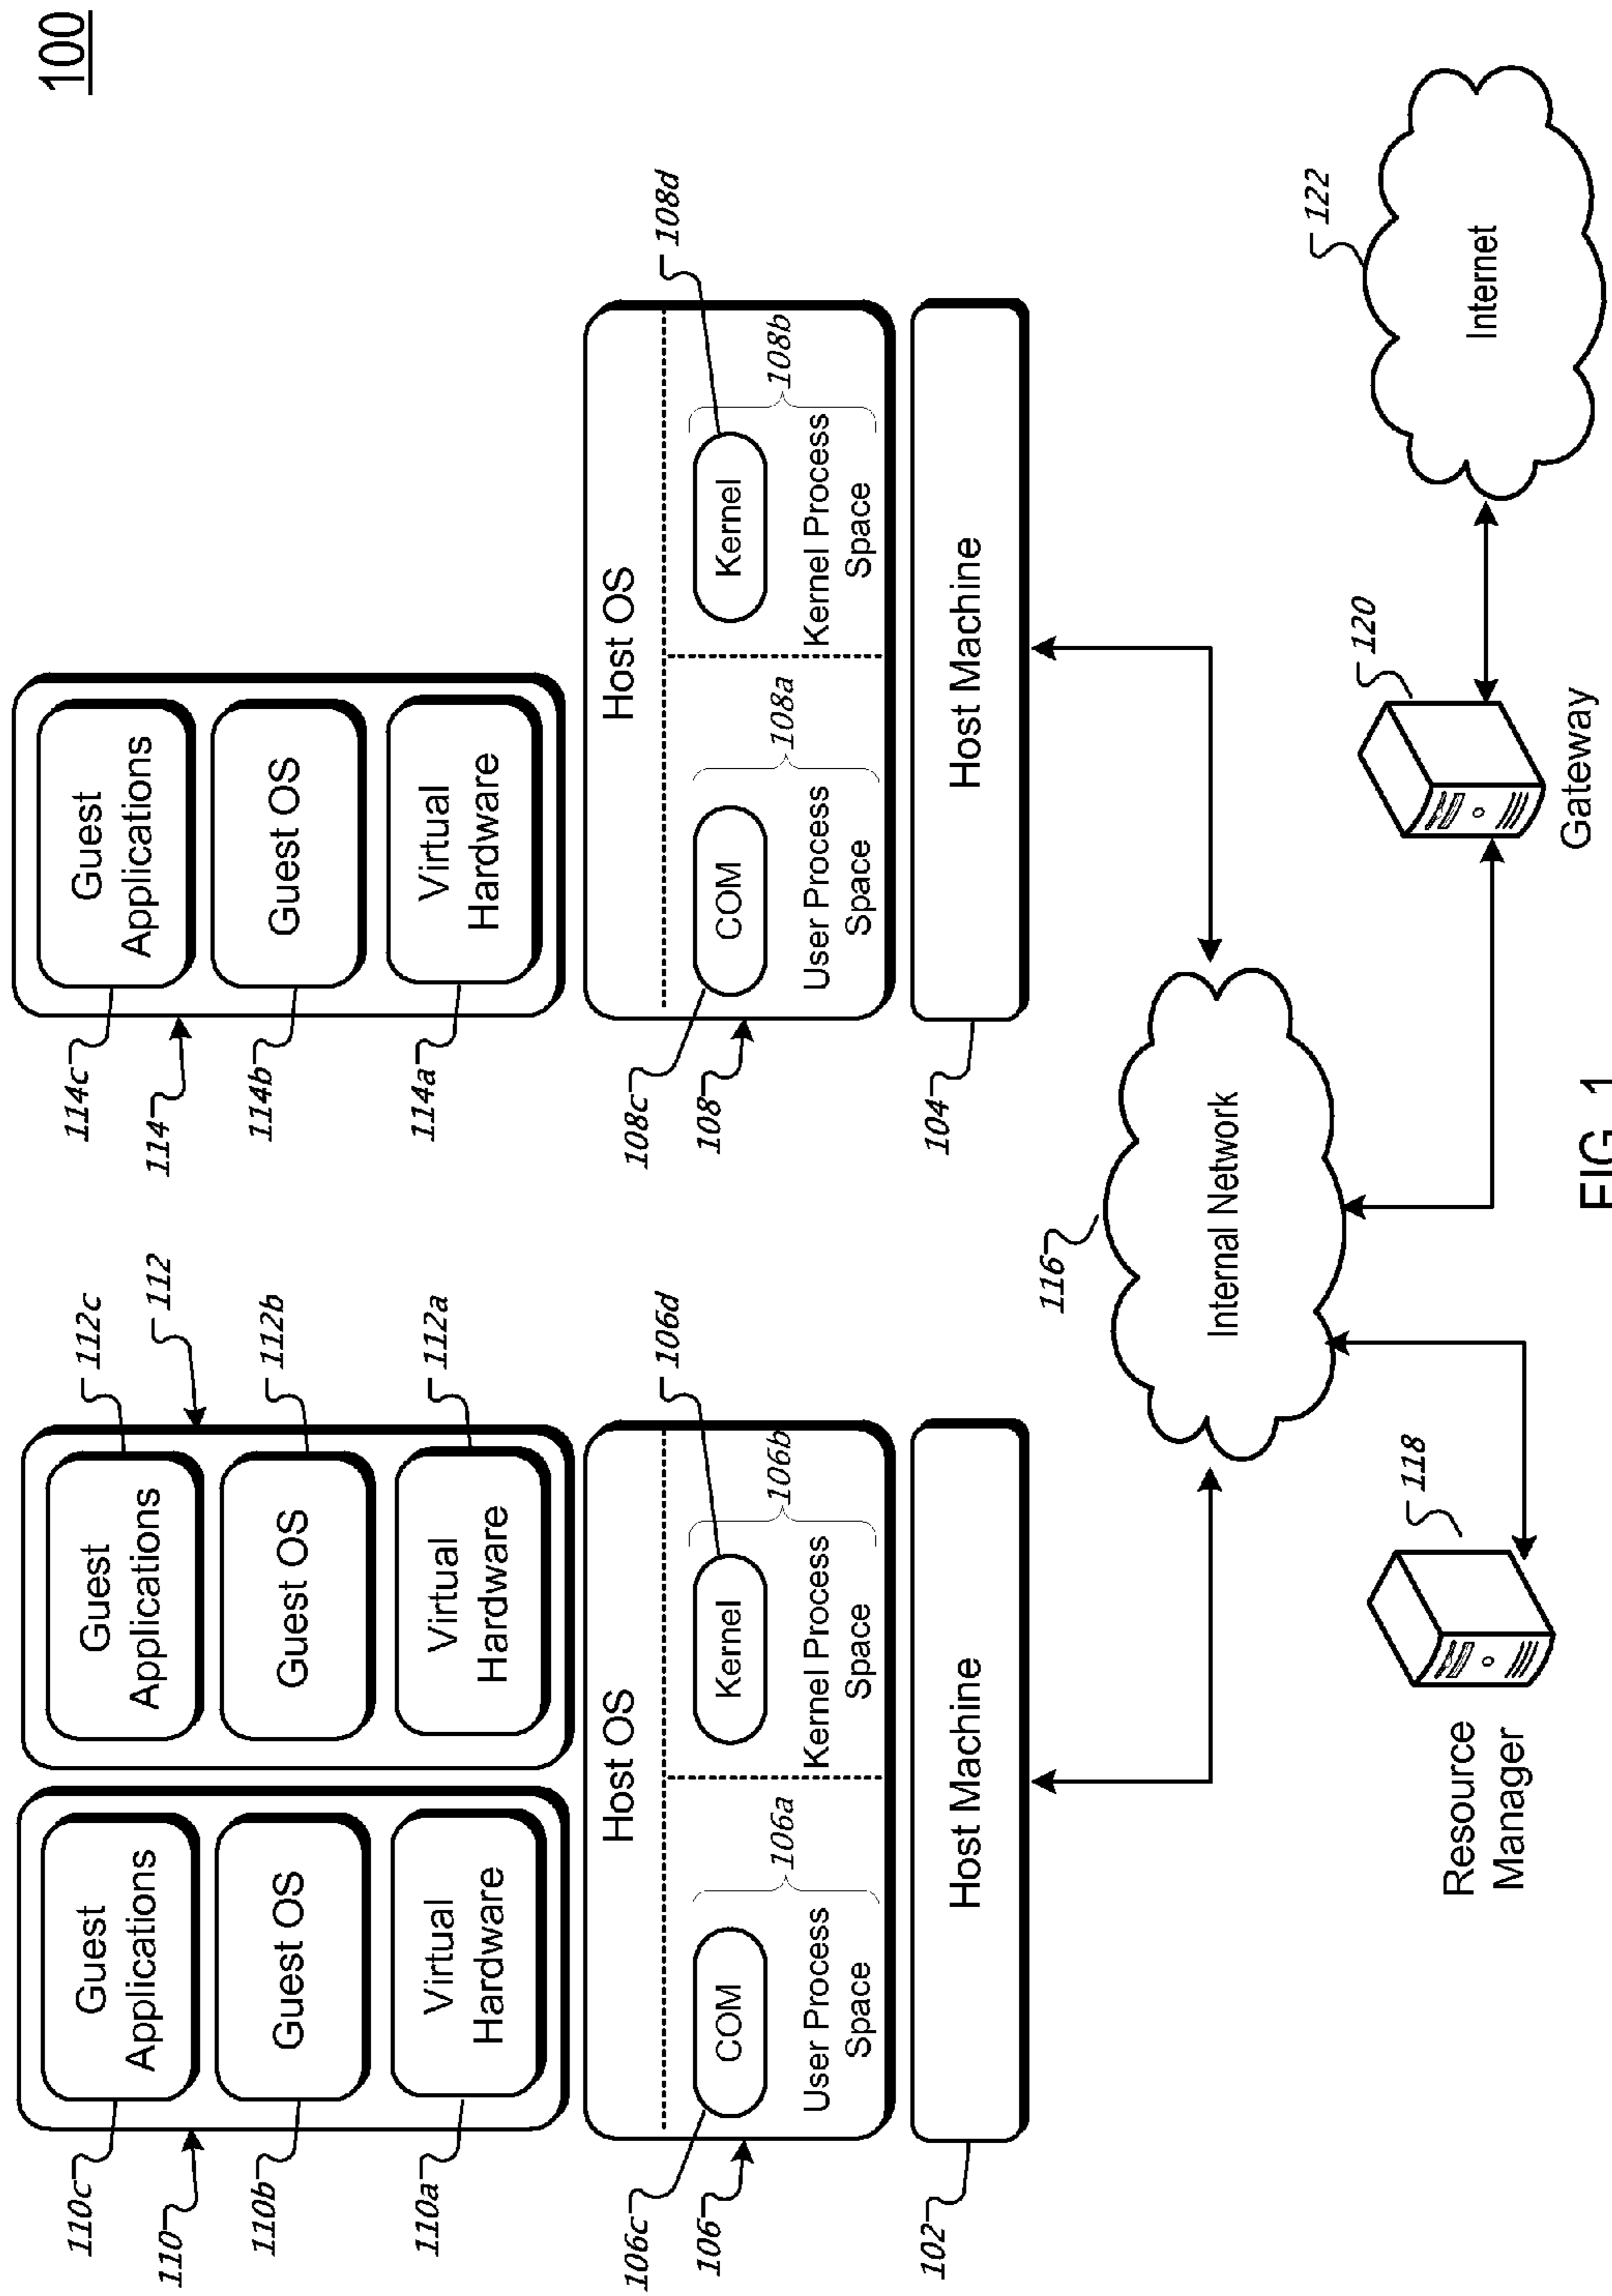 100
110c
110
110b
110a
Guest
Applications
Guest OS
Virtual
Hardware
Guest
Applications
Guest OS
Virtual
Hardware
112c
112
112b
112a
114c
114
114b
114a
Guest
Applications
Guest OS
Virtual
Hardware
106c
106
Host OS
COM
106a
User Process
Space
Kernel
106b
Kernel Process
Space
106d
108c
108
Host OS
COM
108a
User Process
Space
Kernel
108b
Kernel Process
Space
108d
102
Host Machine
104
Host Machine
116
Internal Network
118
Resource
Manager
120
Gateway
122
Internet
FIG. 1